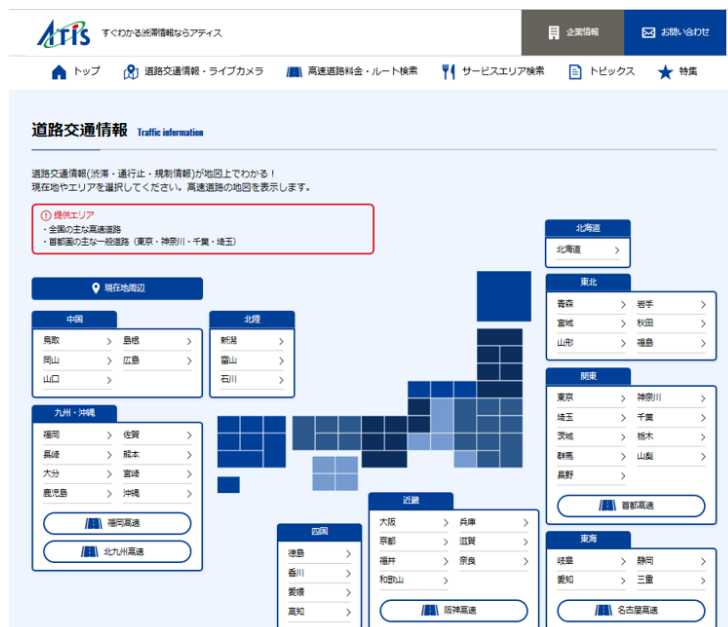 ATIS すぐわかる渋滞情報ならアティス
企業情報
お問い合わせ
トップ
道路交通情報・ライブカメラ
高速道路料金・ルート検索
サービスエリア検索
トピックス
特集
道路交通情報 Traffic information
道路交通情報(渋滞・通行止・規制情報)が地図上でわかる！
現在地やエリアを選択してください。高速道路の地図を表示します。
提供エリア
・全国の主な高速道路
・首都圏の主な一般道路（東京・神奈川・千葉・埼玉）
現在地周辺
北海道
北海道
東北
青森 岩手
宮城 秋田
山形 福島
中国
鳥取 島根
岡山 広島
山口
北陸
新潟
富山
石川
関東
東京 神奈川
埼玉 千葉
茨城 栃木
群馬 山梨
長野
首都高速
九州・沖縄
福岡 佐賀
長崎 熊本
大分 宮崎
鹿児島 沖縄
福岡高速
北九州高速
四国
徳島
香川
愛媛
高知
近畿
大阪 兵庫
京都 滋賀
福井 奈良
和歌山
阪神高速
東海
岐阜 静岡
愛知 三重
名古屋高速